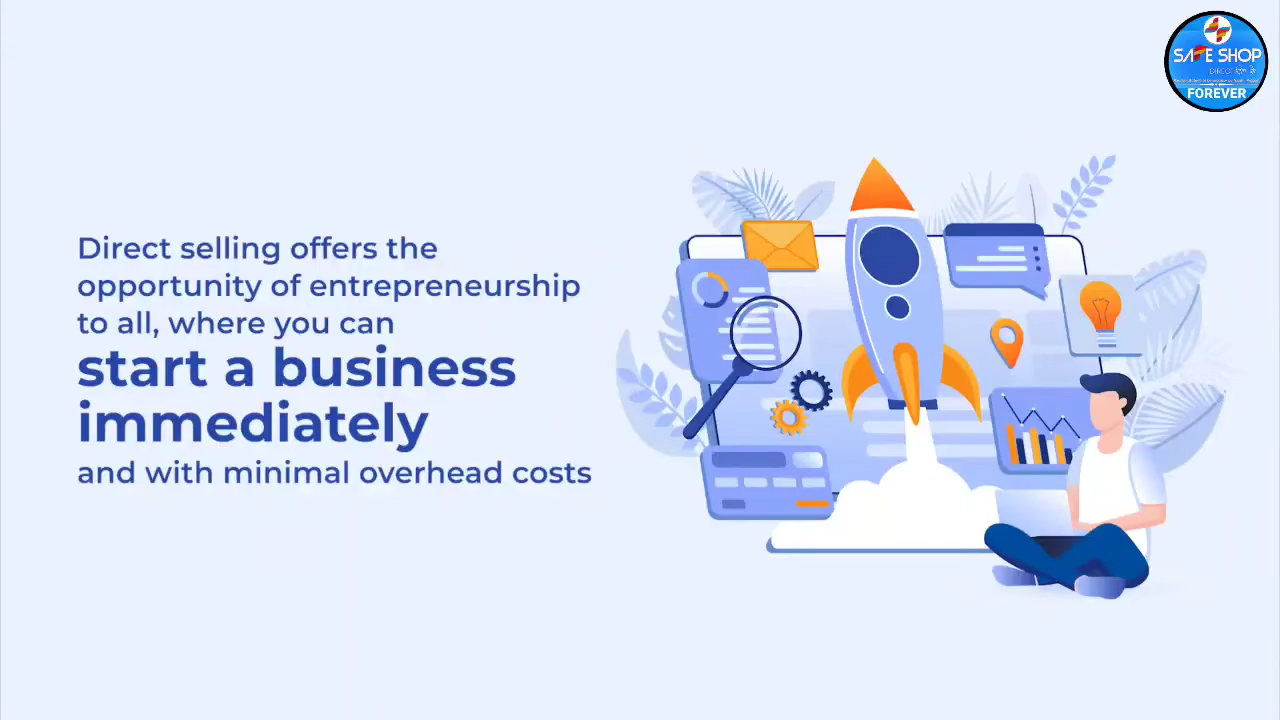 Direct selling offers the
opportunity of entrepreneurship
to all, where you can
start a business
immediately
and with minimal overhead costs
SAFE SHOP
DIRECT
FOREVER